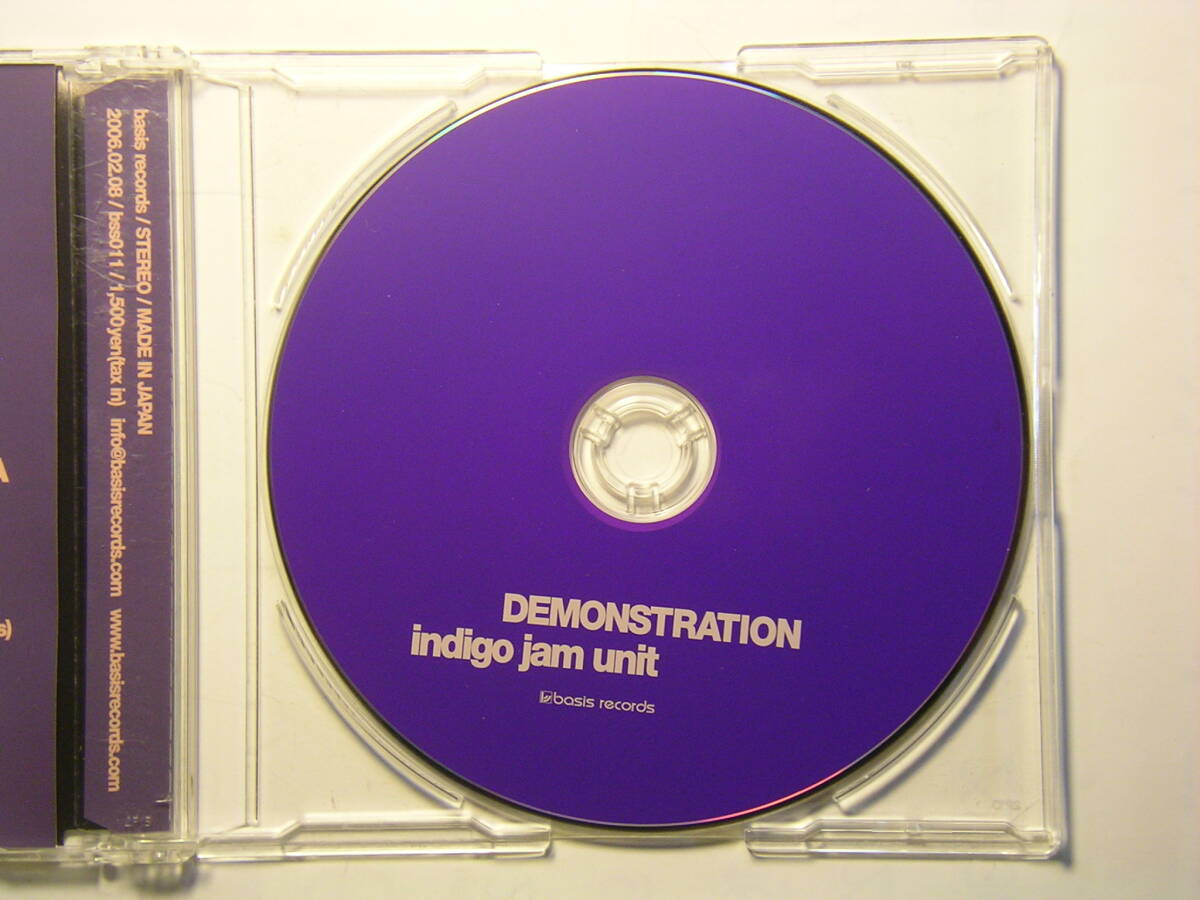 basis records / STEREO / MADE IN JAPAN
2006.02.08 / bss011 / 1,500yen(tax in) info@basisrecords.com www.basisrecords.com
DEMONSTRATION
indigo jam unit
basis records